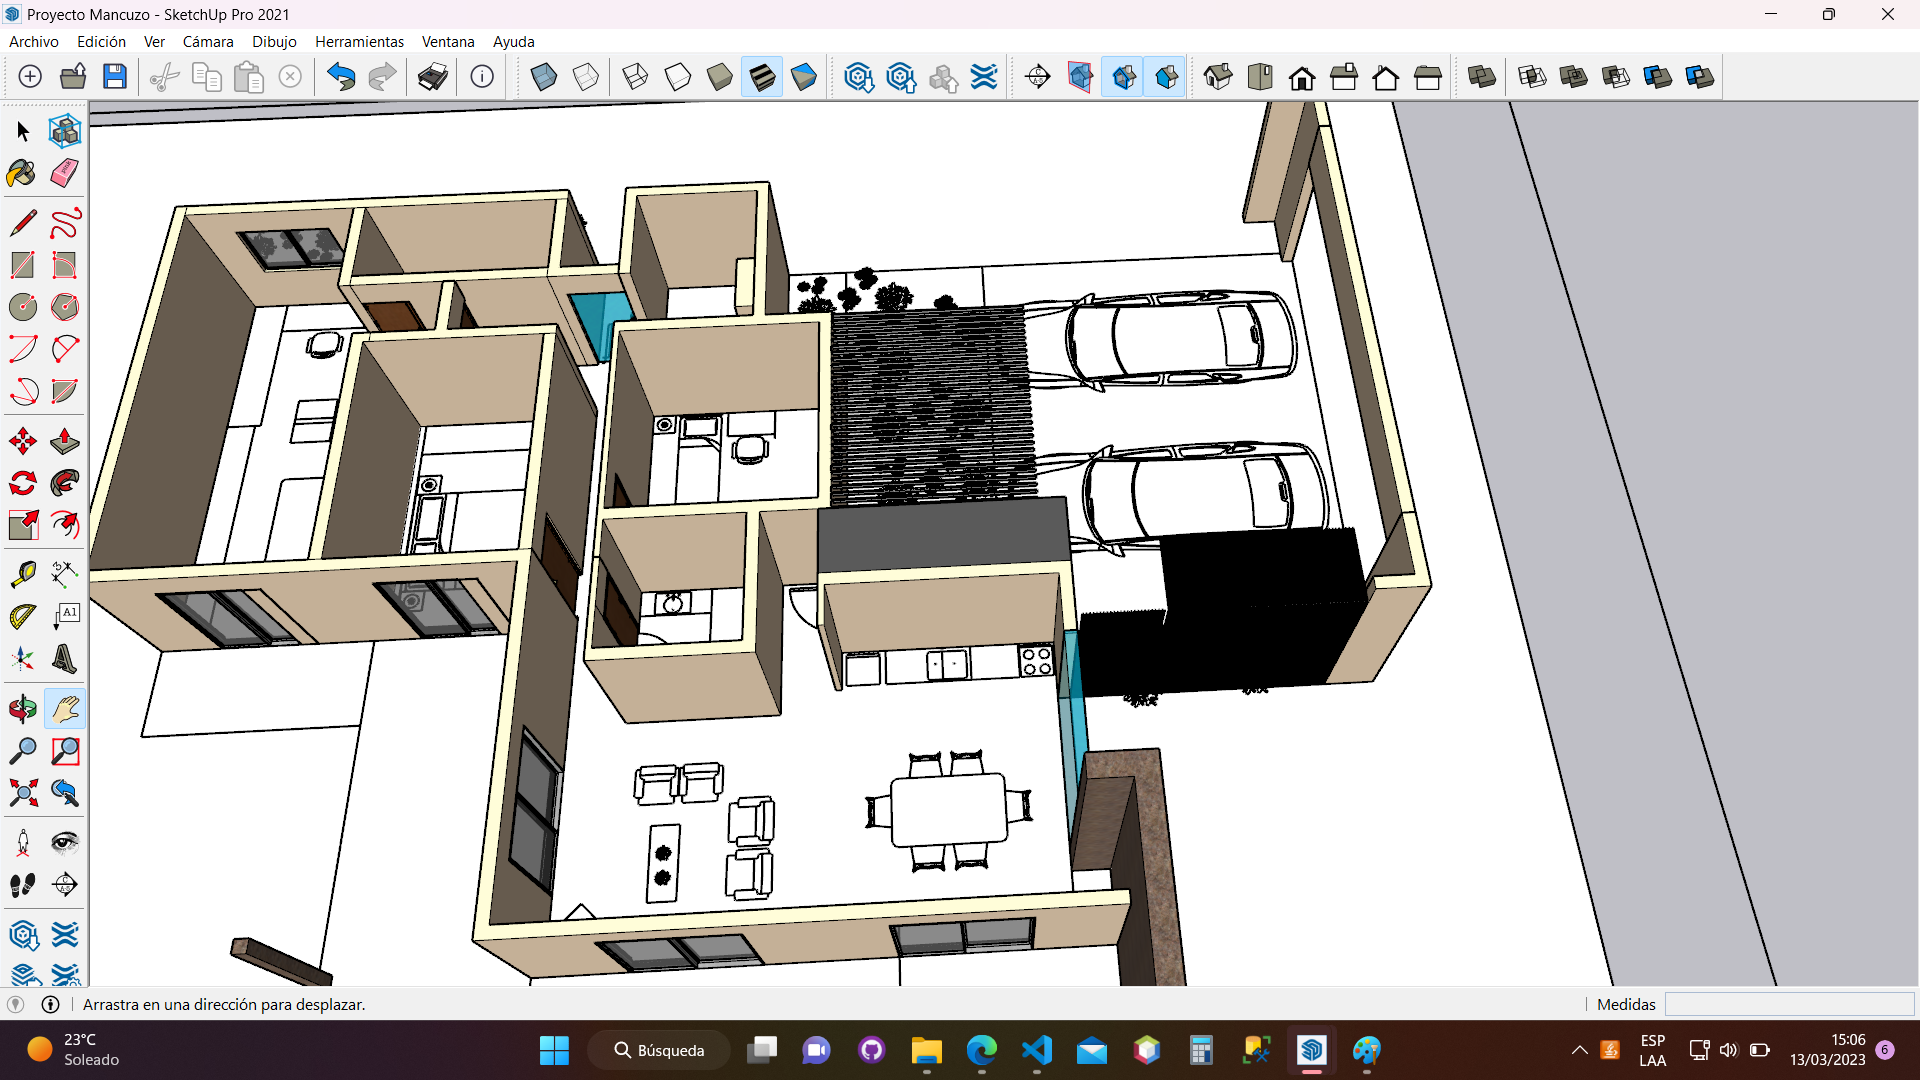 Proyecto Mancuzo - SketchUp Pro 2021
Archivo Edición Ver Cámara Dibujo Herramientas Ventana Ayuda
A1
Arrastra en una dirección para desplazar.
Medidas
23°C
Soleado
Búsqueda
ESP
LAA
15:06
13/03/2023
6